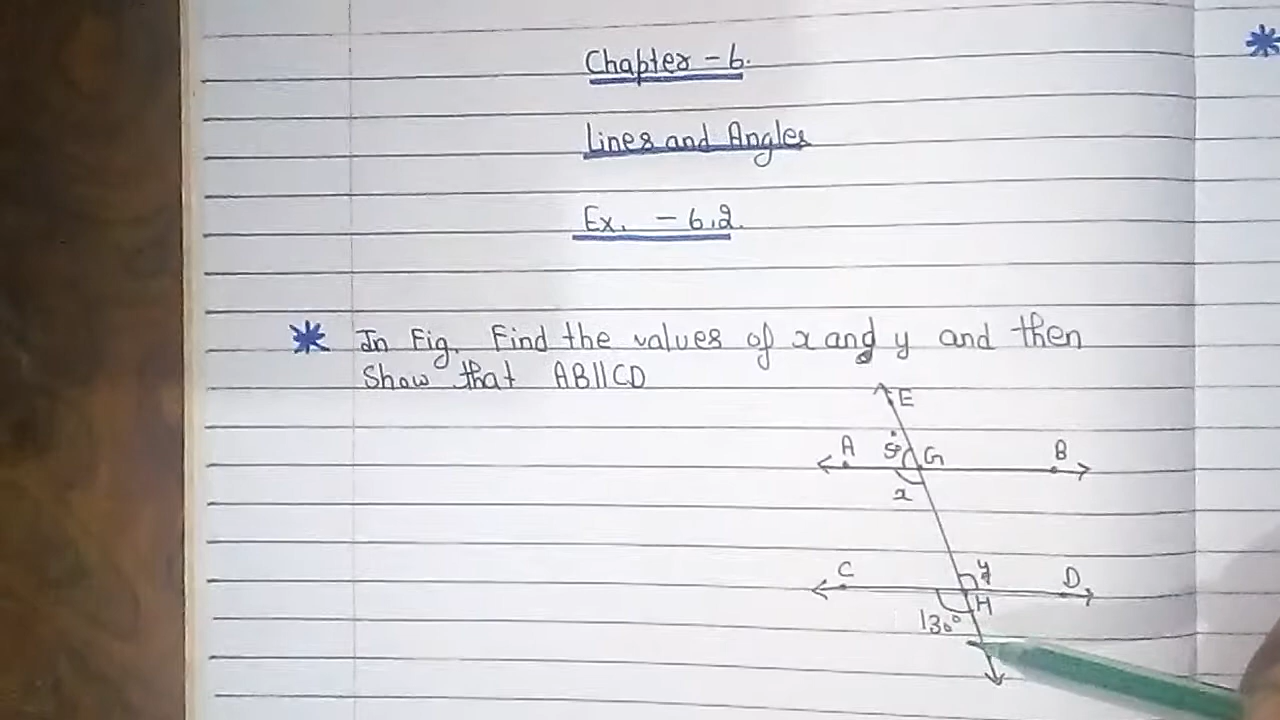 Chapter - 6.
Lines and Angles
Ex. - 6.2.
* In Fig. Find the values of x and y and then
Show that AB||CD
E
A
G
B
x
C
y
D
H
130°